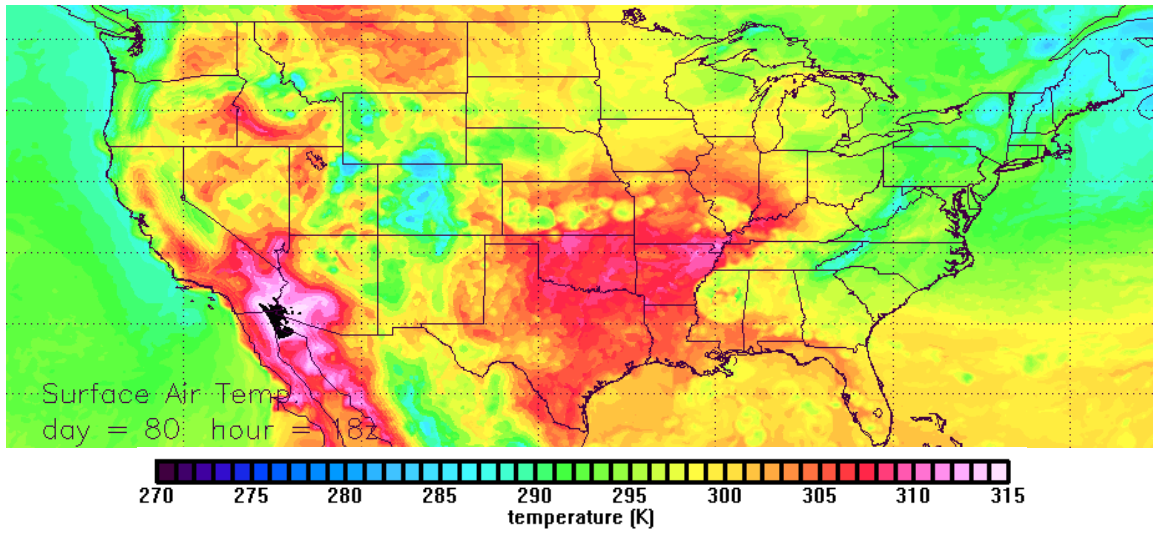 Surface Air Temp.
day = 80 hour = 18z
270 275 280 285 290 295 300 305 310 315
temperature (K)